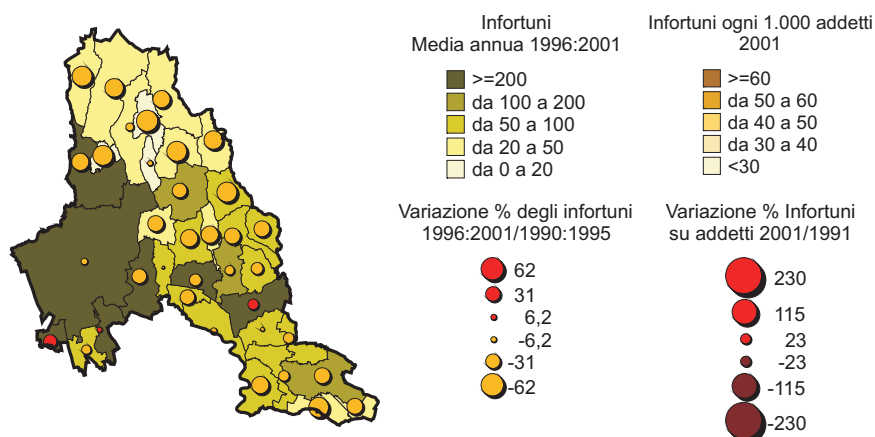 Infortuni
Media annua 1996:2001
>=200
da 100 a 200
da 50 a 100
da 20 a 50
da 0 a 20
Infortuni ogni 1.000 addetti
2001
>=60
da 50 a 60
da 40 a 50
da 30 a 40
<30
Variazione % degli infortuni
1996:2001/1990:1995
62
31
6,2
-6,2
-31
-62
Variazione % Infortuni
su addetti 2001/1991
230
115
23
-23
-115
-230